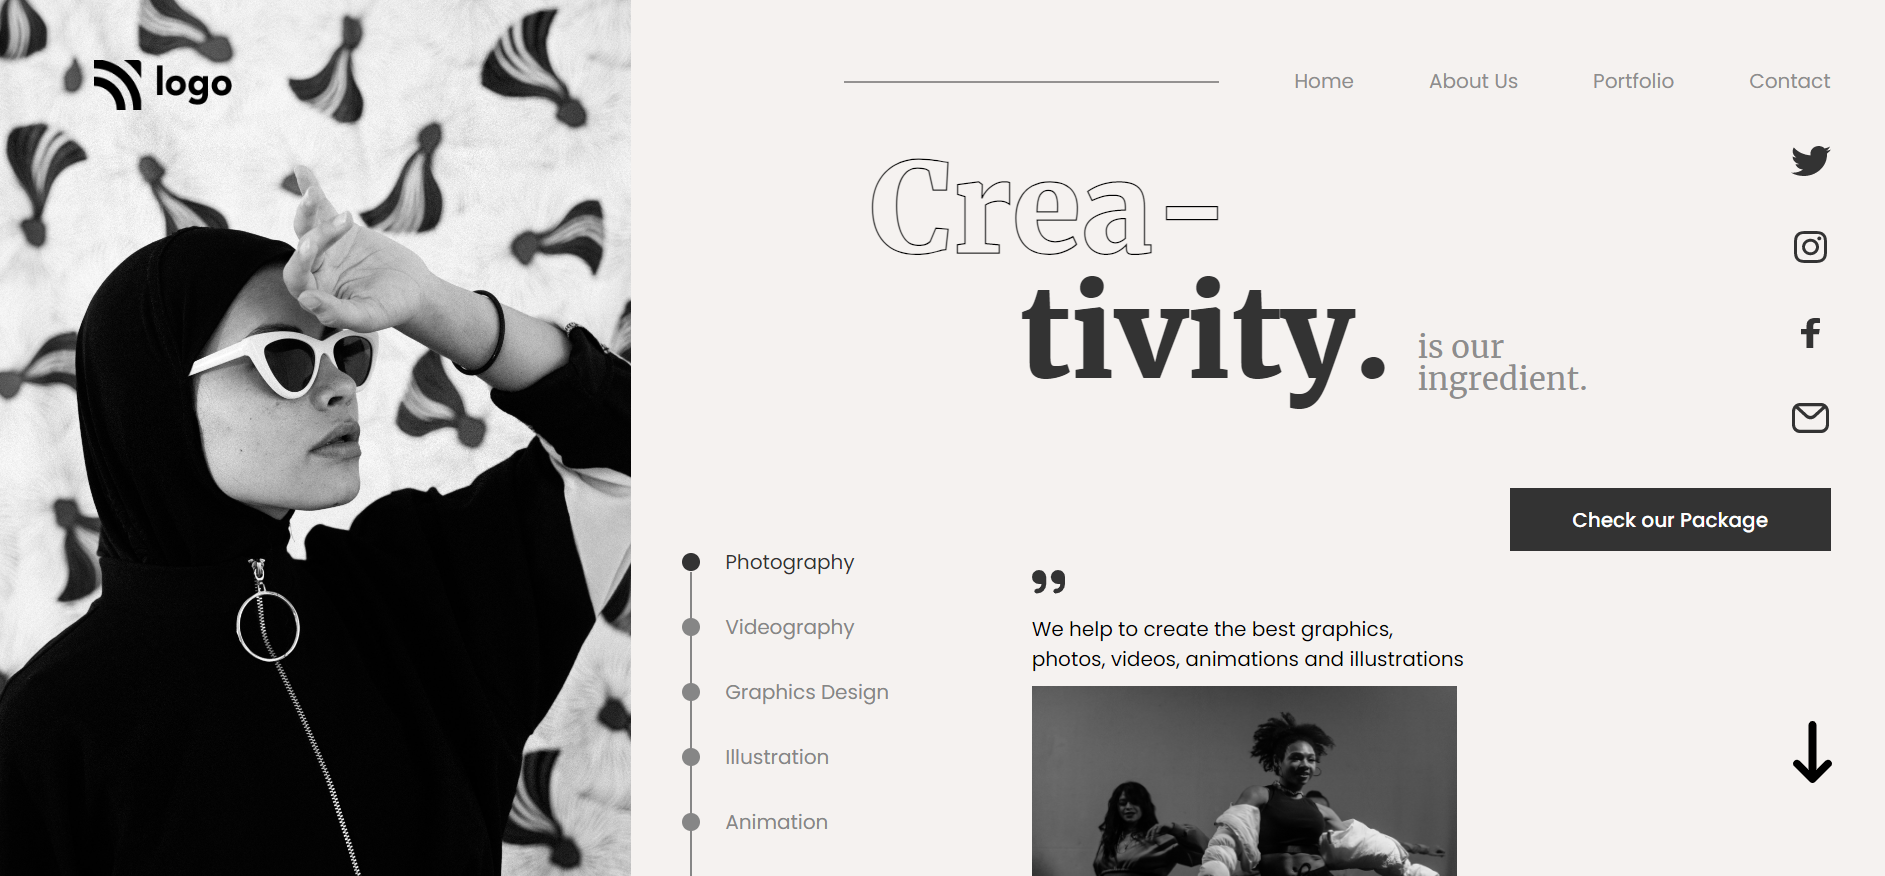 logo
Home About Us Portfolio Contact
Crea-
tivity.
is our
ingredient.
Check our Package
Photography
Videography
Graphics Design
Illustration
Animation
”
We help to create the best graphics,
photos, videos, animations and illustrations